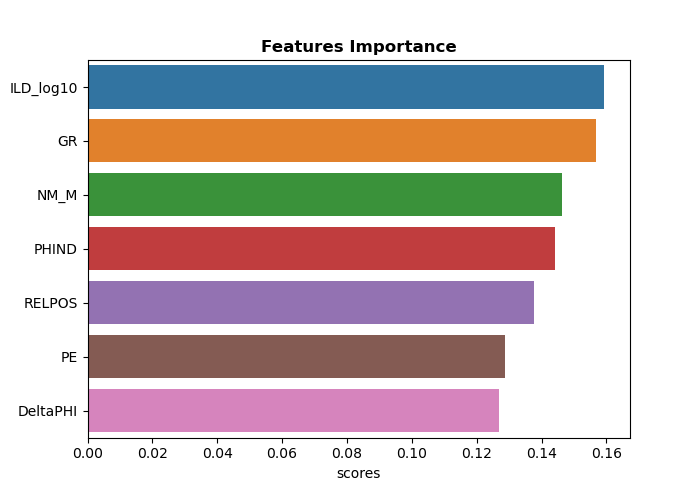 Features Importance
ILD_log10
GR
NM_M
PHIND
RELPOS
PE
DeltaPHI
0.00 0.02 0.04 0.06 0.08 0.10 0.12 0.14 0.16
scores